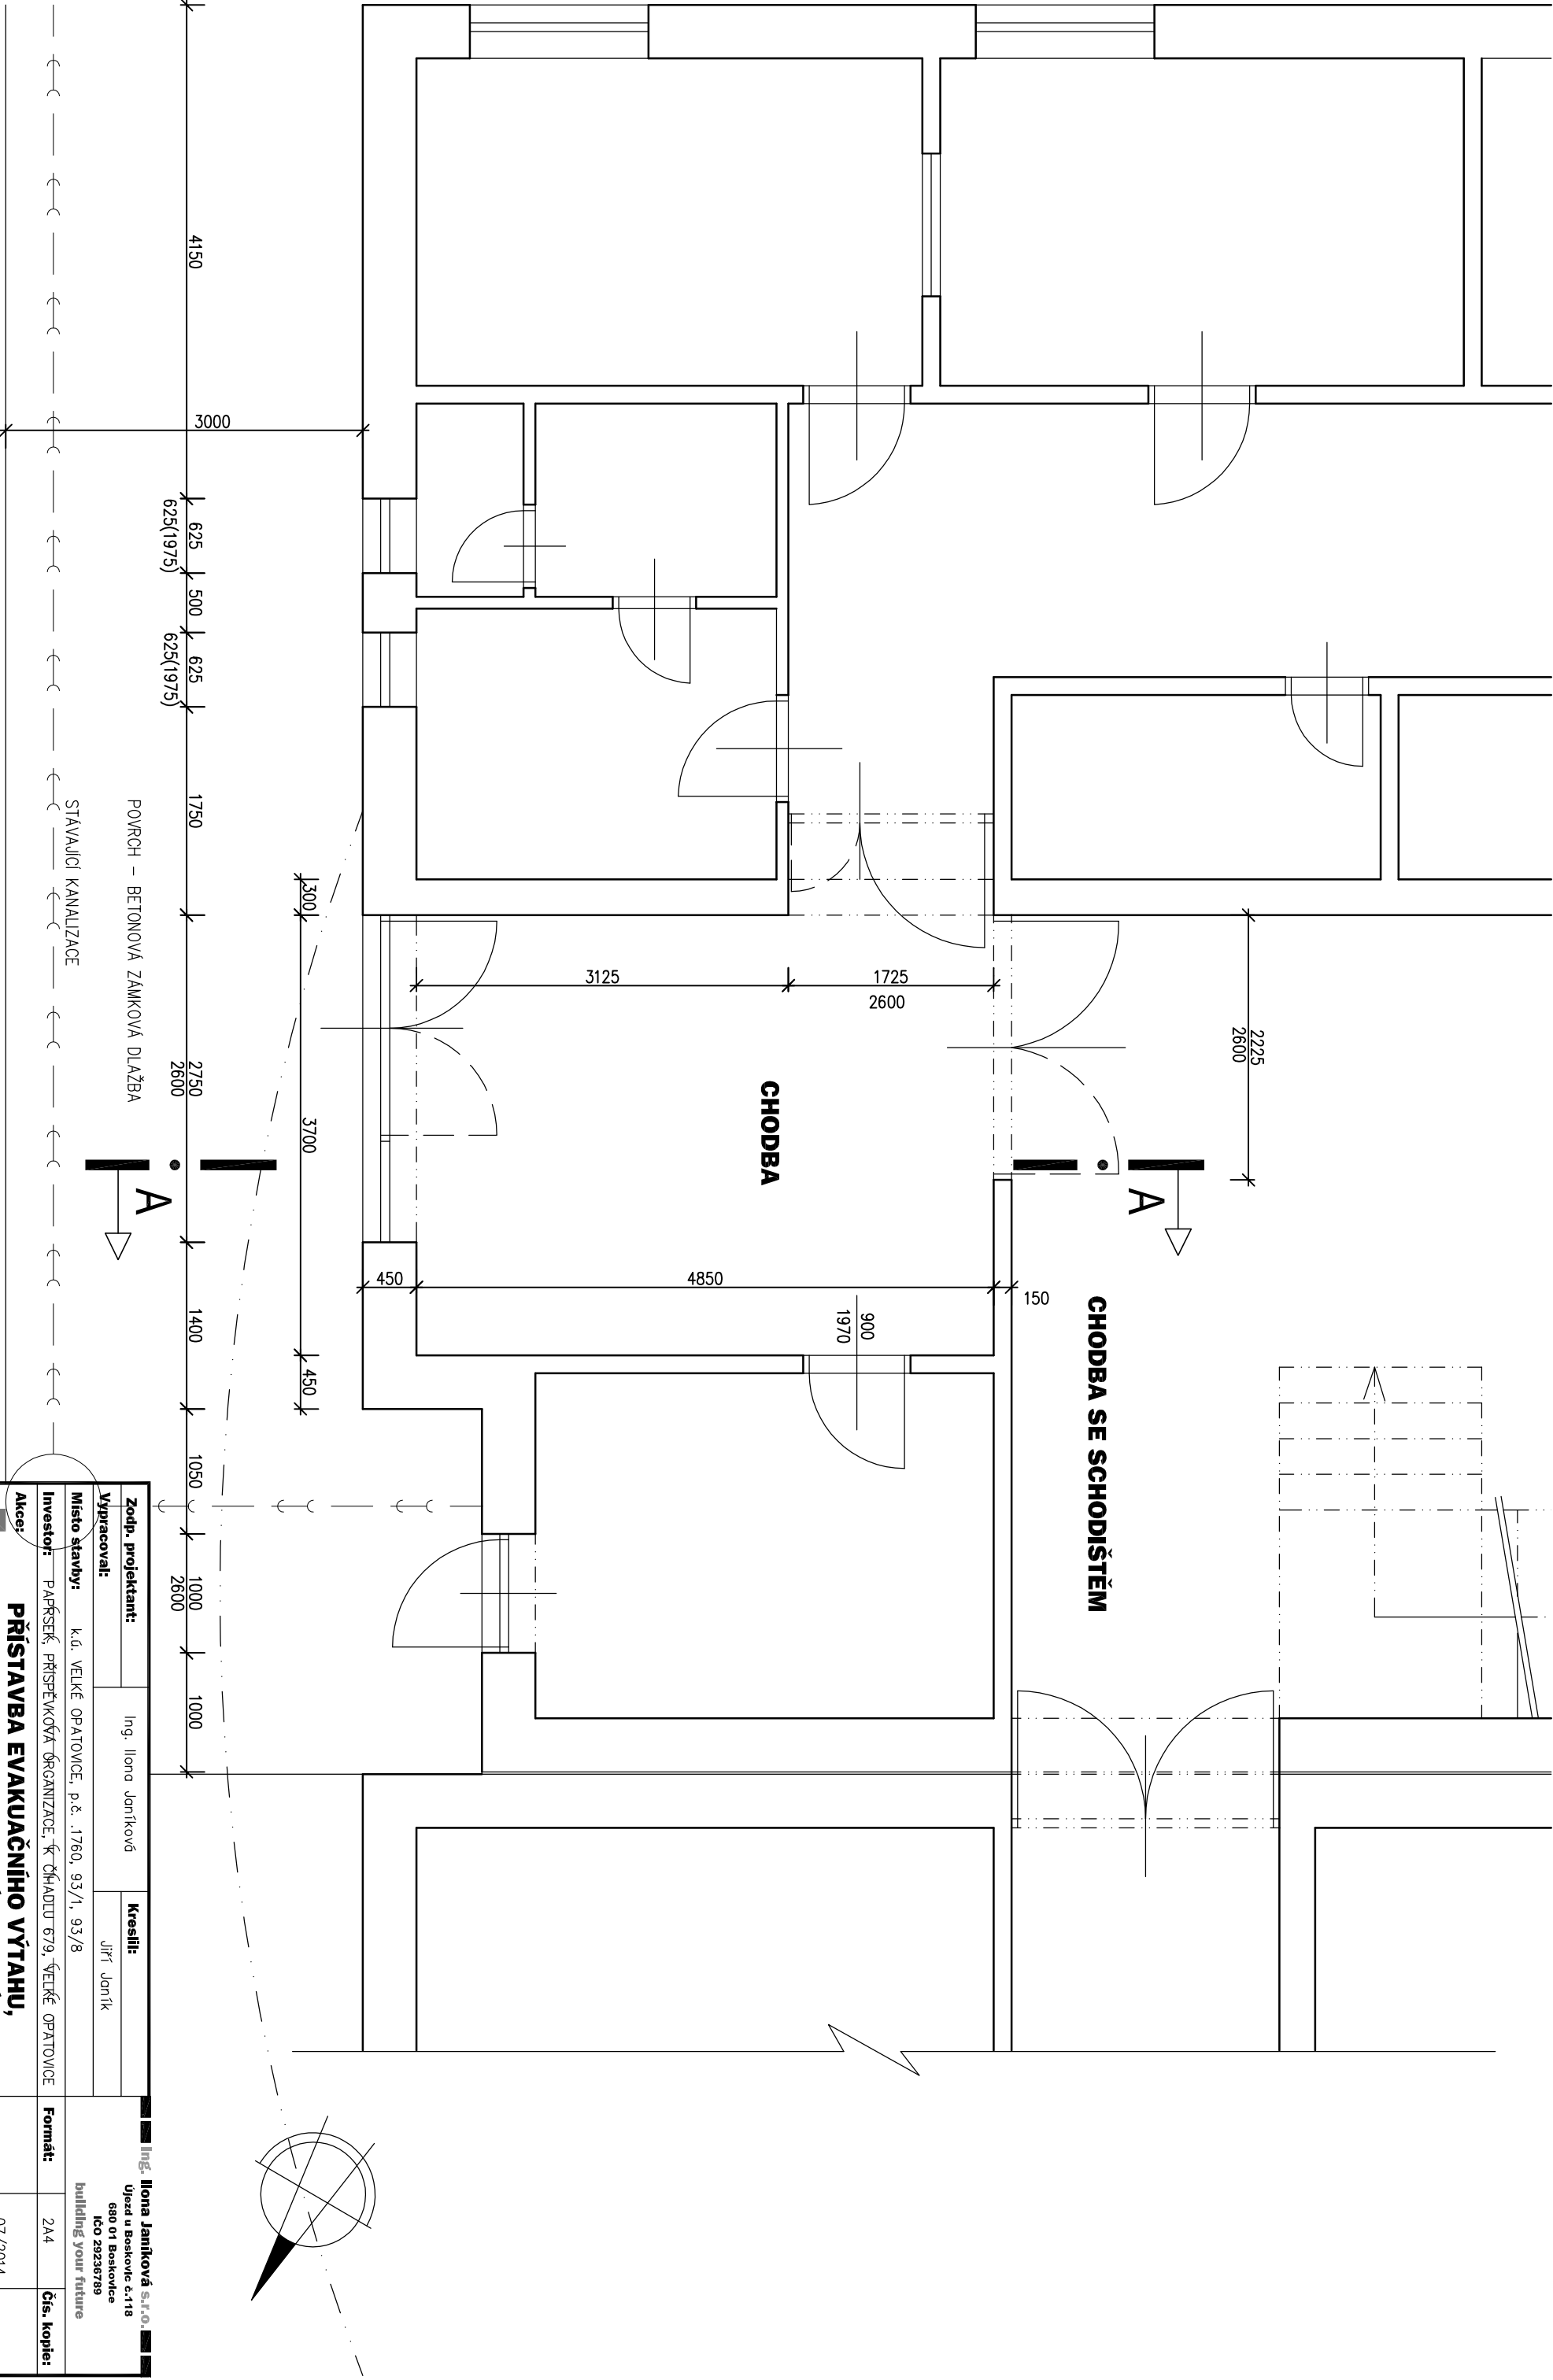 CHODBA SE SCHODIŠTĚM
CHODBA
2225
2600
A
150
3125
1725
2600
4850
450
900
1970
300
3700
450
A
3000
4150
625
625(1975)
500
625
625(1975)
1750
2750
2600
1400
1050
1000
2600
1000
POVRCH – BETONOVÁ ZÁMKOVÁ DLAŽBA
STÁVAJÍCÍ KANALIZACE
Zodp. projektant:
Ing. Ilona Janíková
Kreslil:
Vypracoval:
Jiří Janík
Místo stavby: k.ú. VELKÉ OPATOVICE, p.č. .1760, 93/1, 93/8
Investor: PAPRSEK, PŘÍSPĚVKOVÁ ORGANIZACE, K ČIHADLU 679, VELKÉ OPATOVICE
Akce:
PŘÍSTAVBA EVAKUAČNÍHO VÝTAHU,
Ing. Ilona Janíková s.r.o.
Újezd u Boskovic č.118
680 01 Boskovice
IČO 29236789
building your future
Formát: 2A4
Čís. kopie:
07/2014